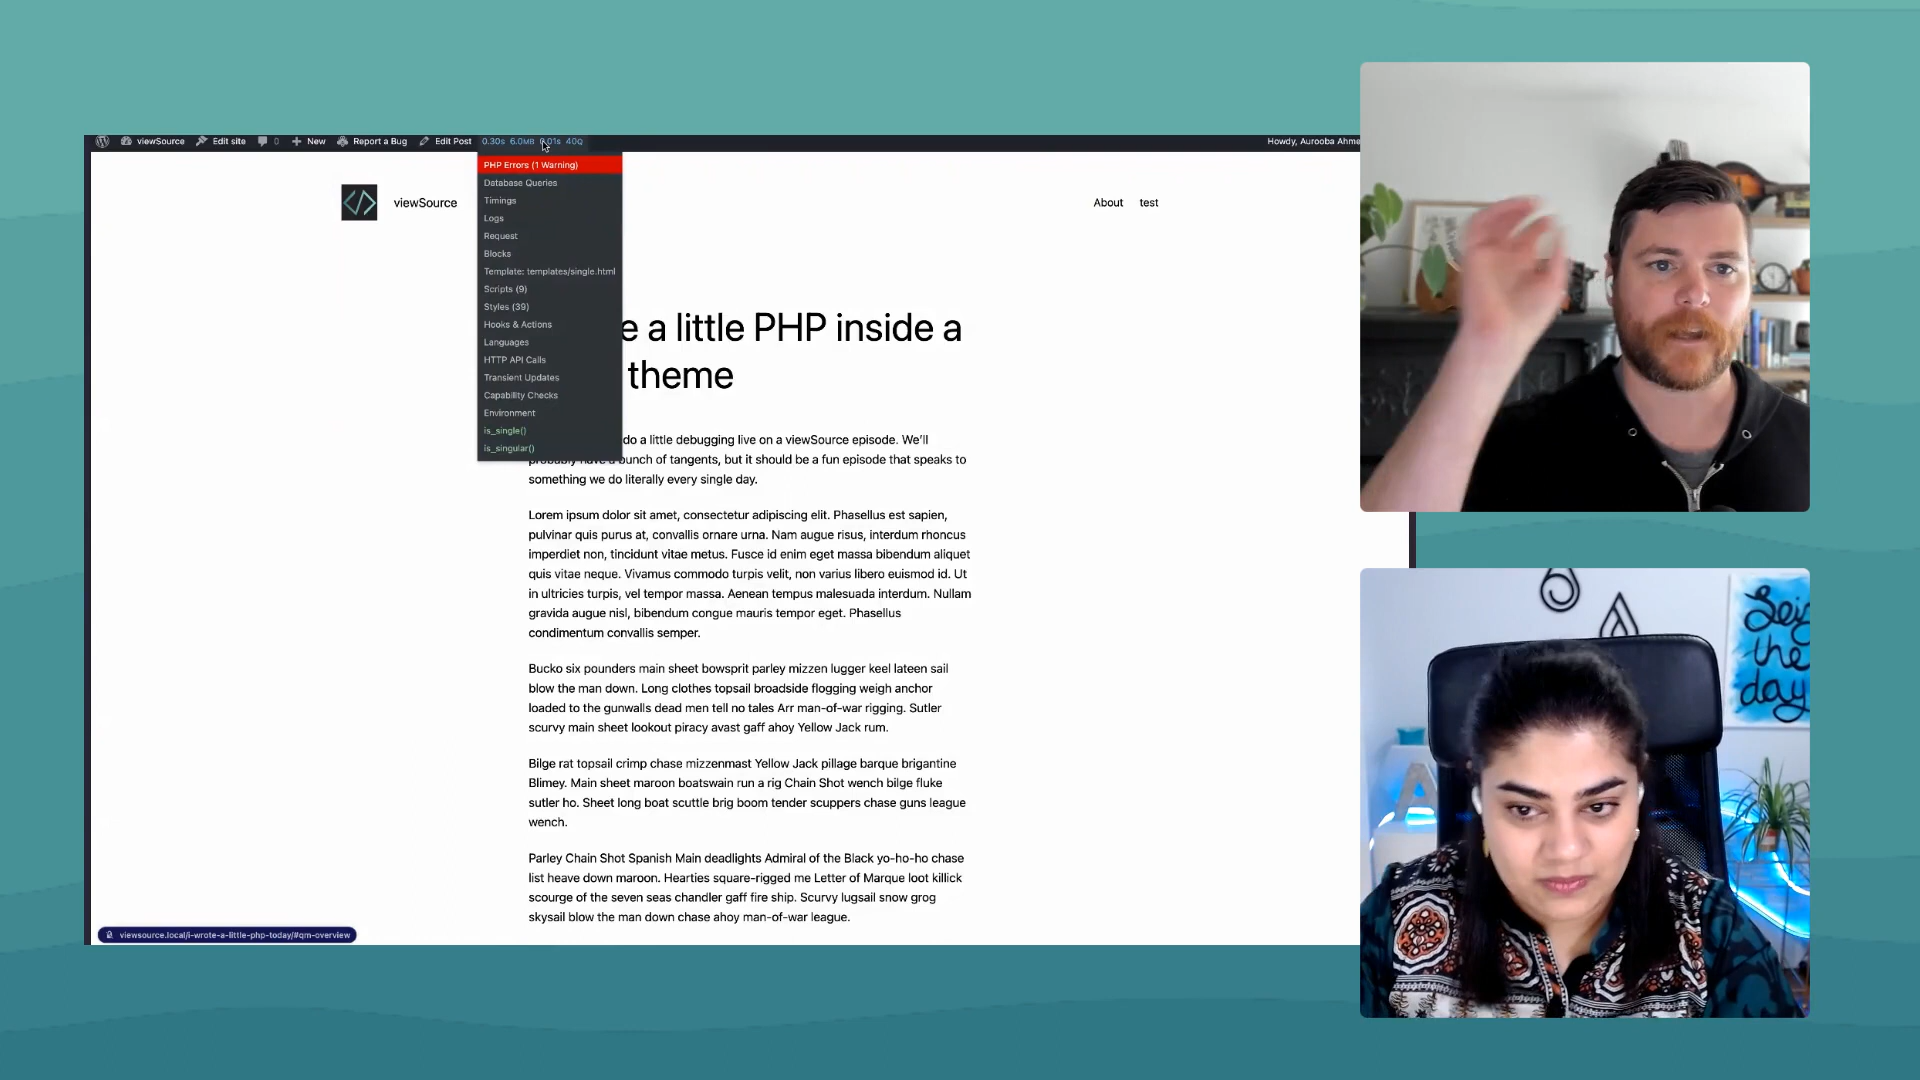 viewSource
Edit site
0
New
Report a Bug
Edit Post
0.30s 6.0MB 0.01s 40Q
Howdy, Aurooba Ahme
PHP Errors (1 Warning)
Database Queries
Timings
Logs
Request
Blocks
Template: templates/single.html
Scripts (9)
Styles (39)
Hooks & Actions
Languages
HTTP API Calls
Transient Updates
Capability Checks
Environment
is_single()
is_singular()
</>
viewSource
About
test
e a little PHP inside a
theme
do a little debugging live on a viewSource episode. We'll
probably have a bunch of tangents, but it should be a fun episode that speaks to
something we do literally every single day.
Lorem ipsum dolor sit amet, consectetur adipiscing elit. Phasellus est sapien,
pulvinar quis purus at, convallis ornare urna. Nam augue risus, interdum rhoncus
imperdiet non, tincidunt vitae metus. Fusce id enim eget massa bibendum aliquet
quis vitae neque. Vivamus commodo turpis velit, non varius libero euismod id. Ut
in ultricies turpis, vel tempor massa. Aenean tempus malesuada interdum. Nullam
gravida augue nisl, bibendum congue mauris tempor eget. Phasellus
condimentum convallis semper.
Bucko six pounders main sheet bowsprit parley mizzen lugger keel lateen sail
blow the man down. Long clothes topsail broadside flogging weigh anchor
loaded to the gunwalls dead men tell no tales Arr man-of-war rigging. Sutler
scurvy main sheet lookout piracy avast gaff ahoy Yellow Jack rum.
Bilge rat topsail crimp chase mizzenmast Yellow Jack pillage barque brigantine
Blimey. Main sheet maroon boatswain run a rig Chain Shot wench bilge fluke
sutler ho. Sheet long boat scuttle brig boom tender scuppers chase guns league
wench.
Parley Chain Shot Spanish Main deadlights Admiral of the Black yo-ho-ho chase
list heave down maroon. Hearties square-rigged me Letter of Marque loot killick
scourge of the seven seas chandler gaff fire ship. Scurvy lugsail snow grog
skysail blow the man down chase ahoy man-of-war league.
viewsource.local/i-wrote-a-little-php-today/#qm-overview
Seiz
the
day
A